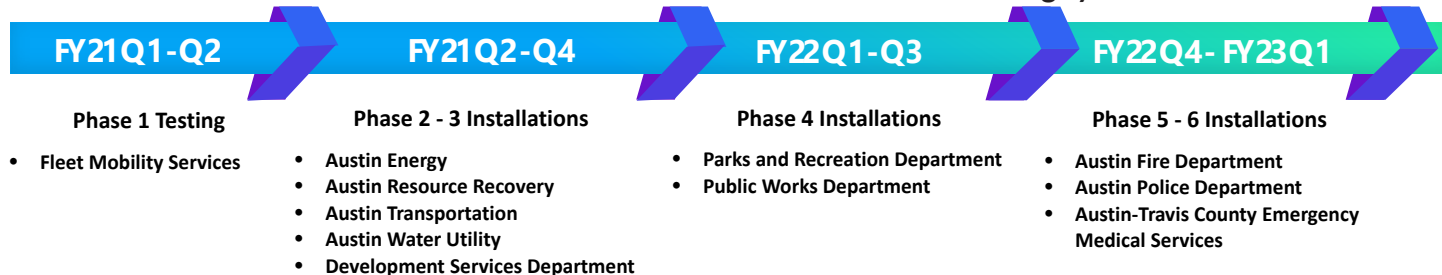 FY21Q1-Q2
FY21Q2-Q4
FY22Q1-Q3
FY22Q4- FY23Q1
Phase 1 Testing
• Fleet Mobility Services
Phase 2 - 3 Installations
• Austin Energy
• Austin Resource Recovery
• Austin Transportation
• Austin Water Utility
• Development Services Department
Phase 4 Installations
• Parks and Recreation Department
• Public Works Department
Phase 5 - 6 Installations
• Austin Fire Department
• Austin Police Department
• Austin-Travis County Emergency
Medical Services